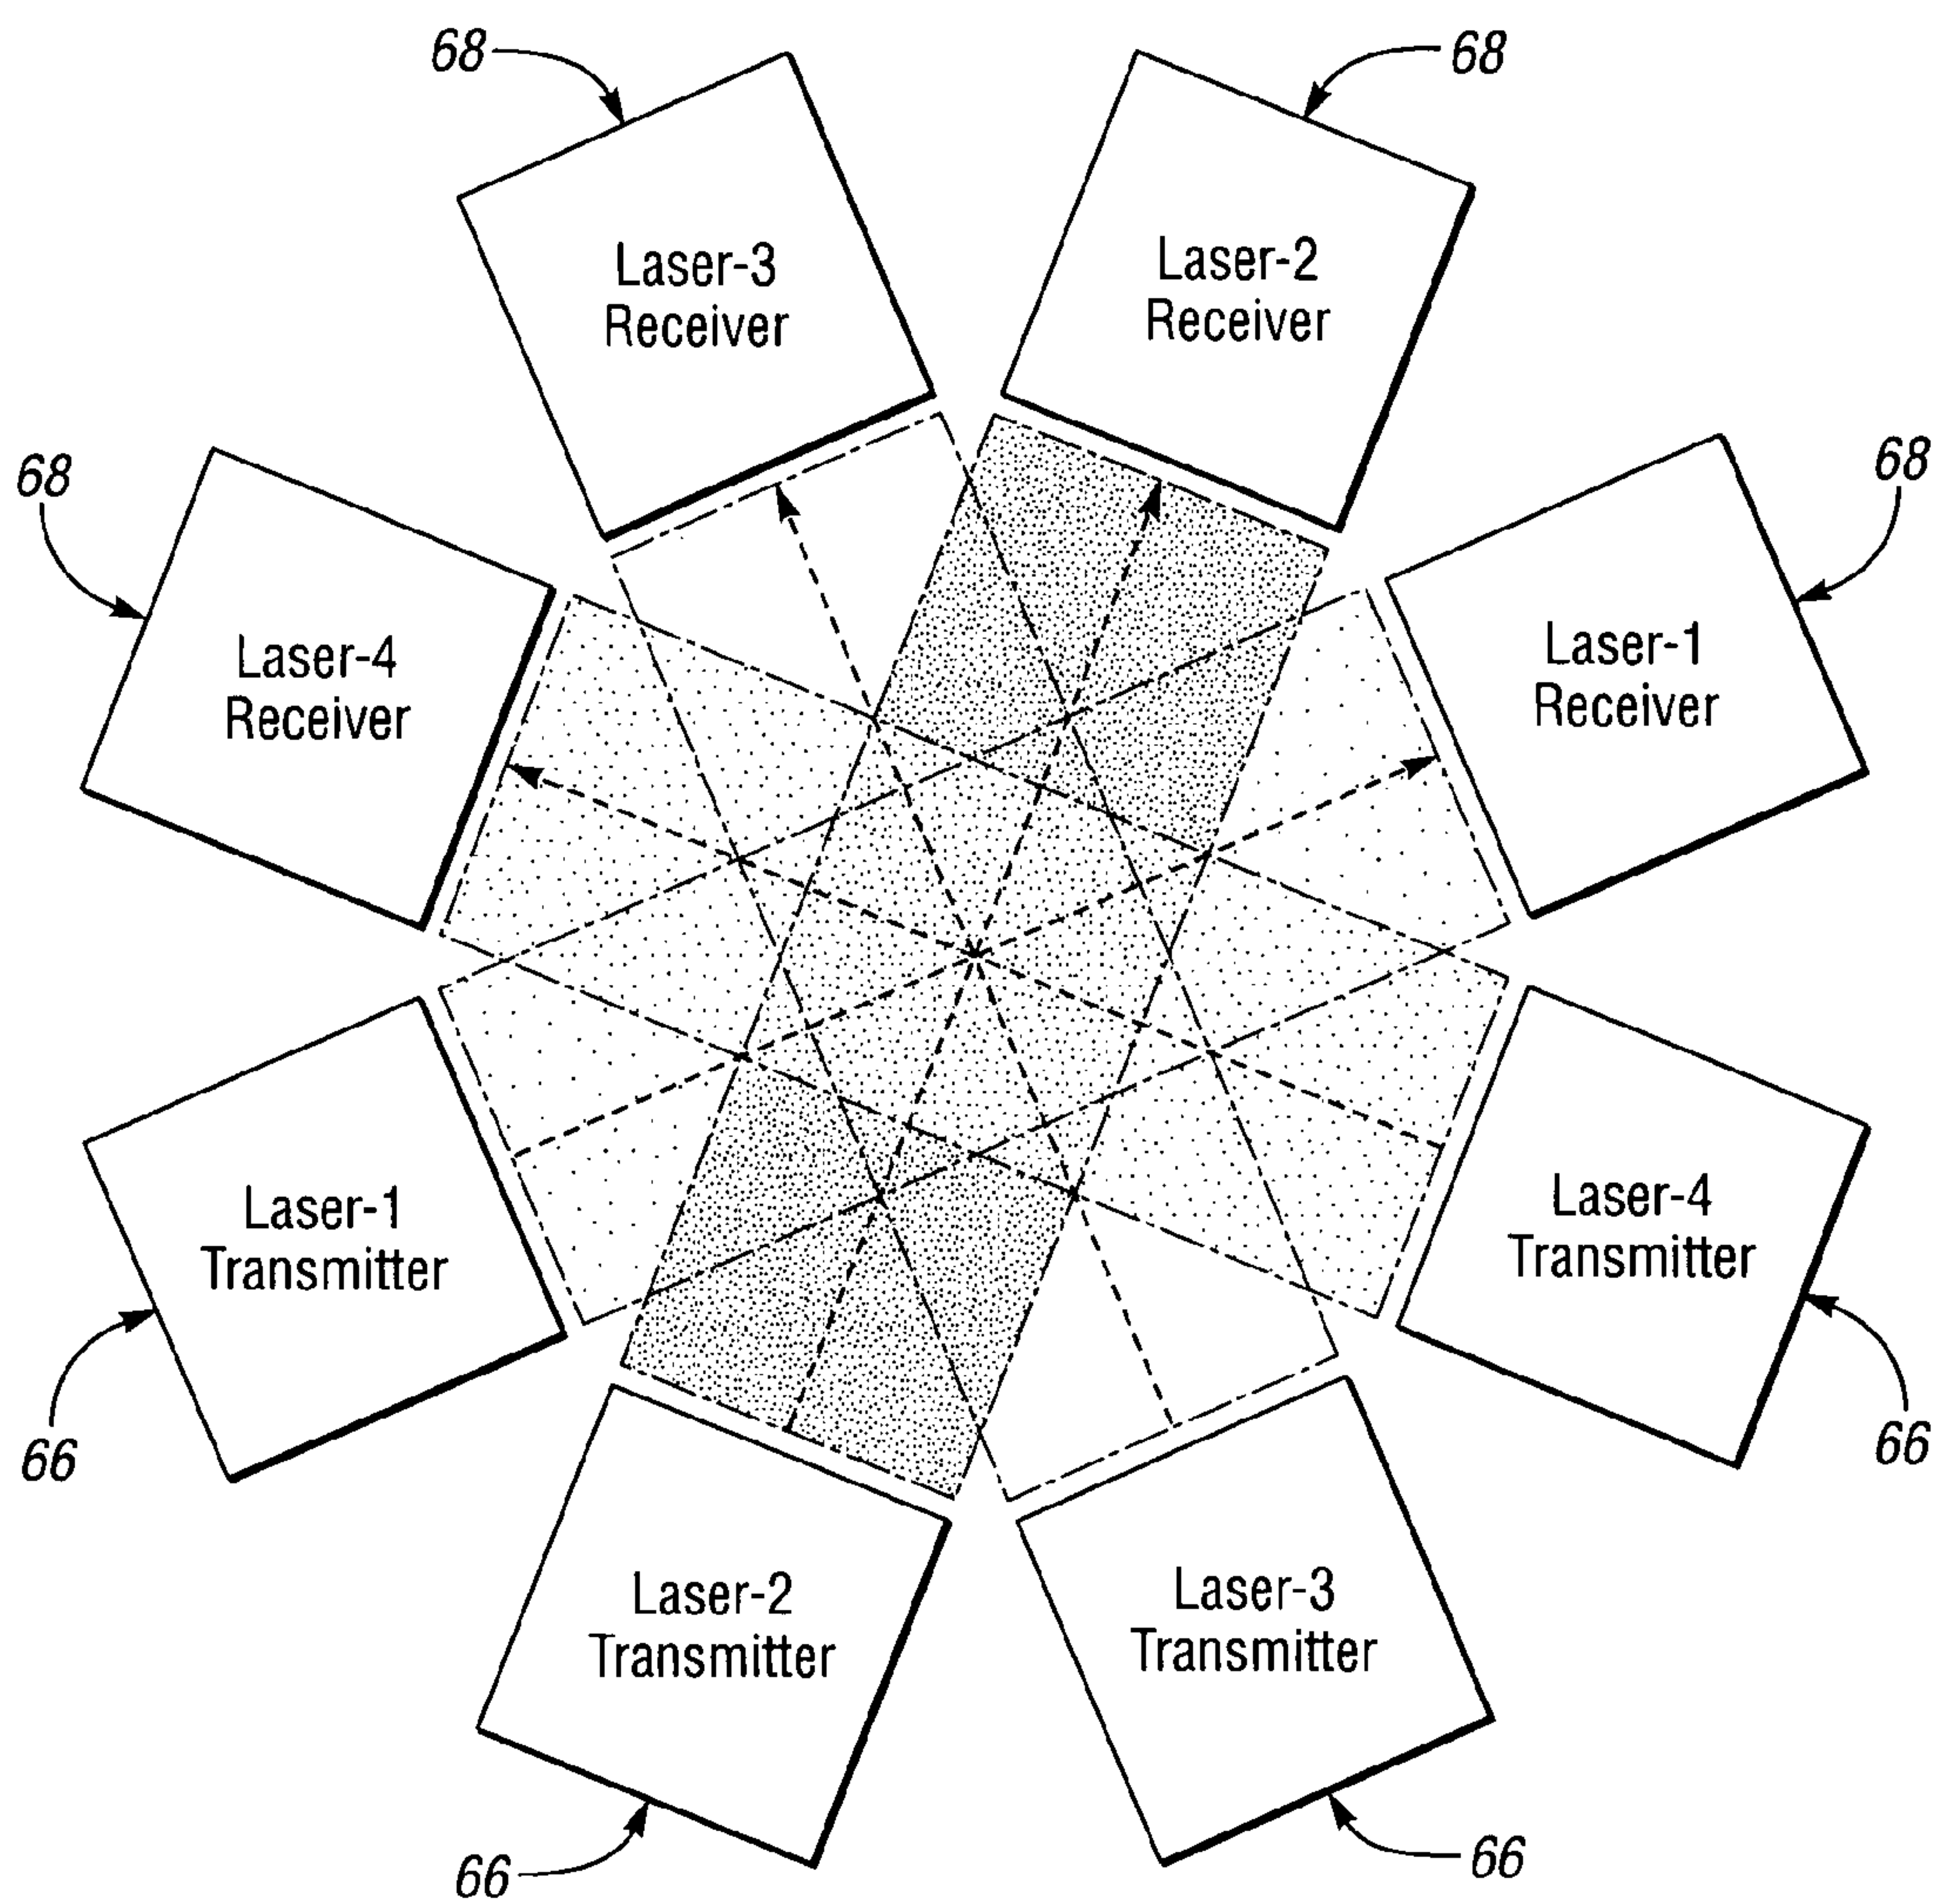 68
68
Laser-3
Receiver
Laser-2
Receiver
68
68
Laser-4
Receiver
Laser-1
Receiver
Laser-1
Transmitter
Laser-4
Transmitter
66
66
Laser-2
Transmitter
Laser-3
Transmitter
66
66